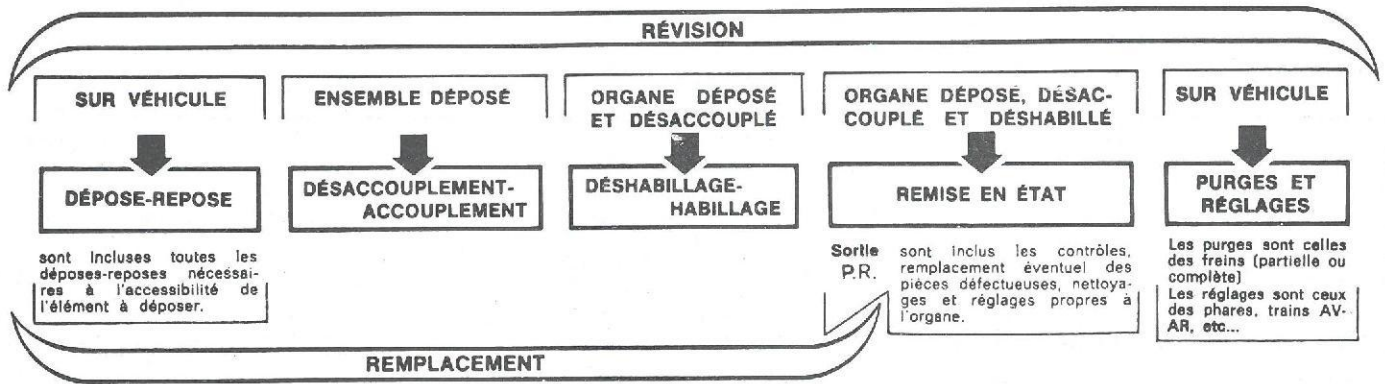 RÉVISION
SUR VÉHICULE
DÉPOSE-REPOSE
sont incluses toutes les
déposes-reposes nécessai-
res à l'accessibilité de
l'élément à déposer.
ENSEMBLE DÉPOSÉ
DÉSACCOUPLEMENT-
ACCOUPLEMENT
ORGANE DÉPOSÉ
ET DÉSACCOUPLÉ
DÉSHABILLAGE-
HABILLAGE
ORGANE DÉPOSÉ, DÉSAC-
COUPLÉ ET DÉSHABILLÉ
REMISE EN ÉTAT
Sortie
P.R.
sont inclus les contrôles,
remplacement éventuel des
pièces défectueuses, nettoya-
ges et réglages propres à
l'organe.
SUR VÉHICULE
PURGES ET
RÉGLAGES
Les purges sont celles
des freins (partielle ou
complète)
Les réglages sont ceux
des phares, trains AV-
AR, etc...
REMPLACEMENT